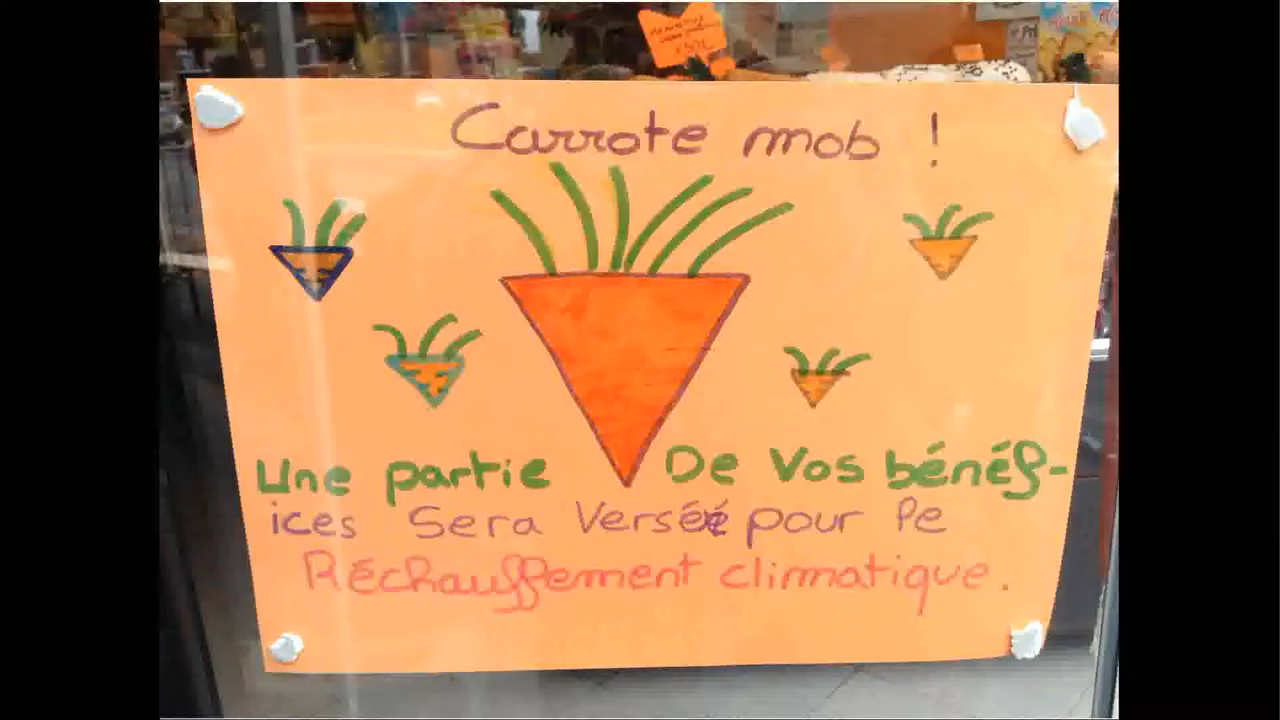 Carrote mob !
Une partie De Vos bénéf-
ices Sera Versée pour le
Réchauffement climatique.